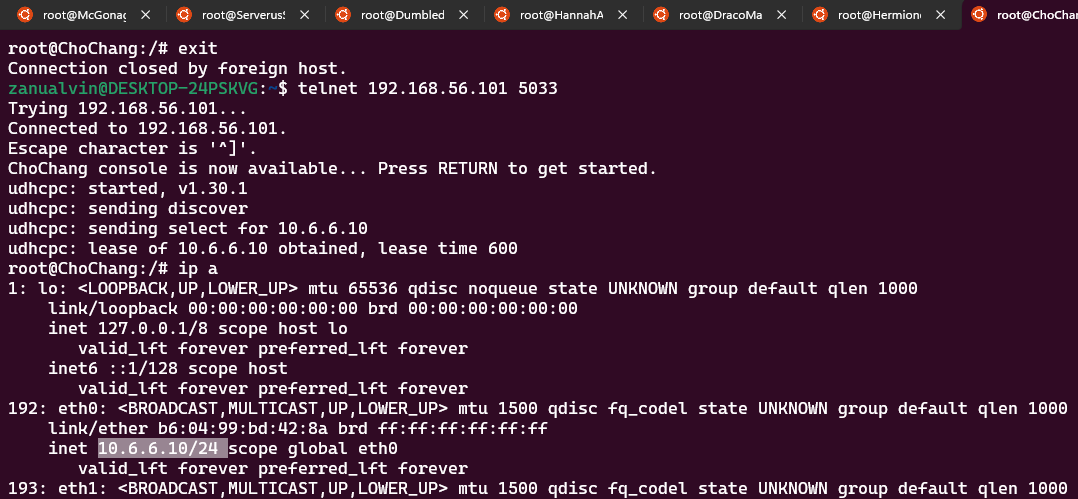 root@McGonag
root@ServerusS
root@Dumbled
root@HannahA
root@DracoMa
root@Hermion
root@ChoChan
root@ChoChang:/# exit
Connection closed by foreign host.
zanualvin@DESKTOP-24PSKVG:~$ telnet 192.168.56.101 5033
Trying 192.168.56.101...
Connected to 192.168.56.101.
Escape character is '^]'.
ChoChang console is now available... Press RETURN to get started.
udhcpc: started, v1.30.1
udhcpc: sending discover
udhcpc: sending select for 10.6.6.10
udhcpc: lease of 10.6.6.10 obtained, lease time 600
root@ChoChang:/# ip a
1: lo: <LOOPBACK,UP,LOWER_UP> mtu 65536 qdisc noqueue state UNKNOWN group default qlen 1000
    link/loopback 00:00:00:00:00:00 brd 00:00:00:00:00:00
    inet 127.0.0.1/8 scope host lo
       valid_lft forever preferred_lft forever
    inet6 ::1/128 scope host
       valid_lft forever preferred_lft forever
192: eth0: <BROADCAST,MULTICAST,UP,LOWER_UP> mtu 1500 qdisc fq_codel state UNKNOWN group default qlen 1000
    link/ether b6:04:99:bd:42:8a brd ff:ff:ff:ff:ff:ff
    inet 10.6.6.10/24 scope global eth0
       valid_lft forever preferred_lft forever
193: eth1: <BROADCAST,MULTICAST,UP,LOWER_UP> mtu 1500 qdisc fq_codel state UNKNOWN group default qlen 1000